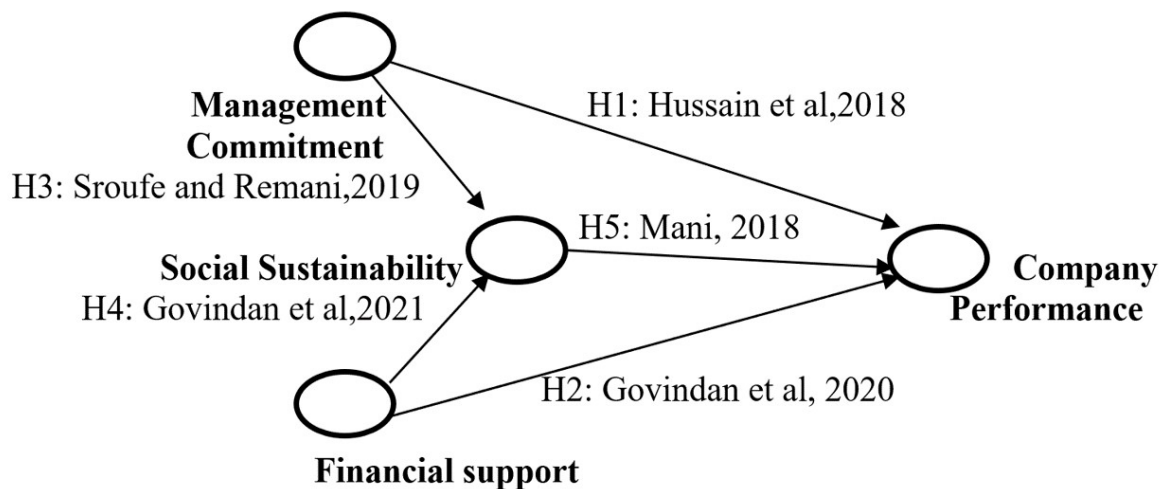 H1: Hussain et al,2018
Management
Commitment
H3: Sroufe and Remani,2019
H5: Mani, 2018
Social Sustainability
H4: Govindan et al,2021
Company
Performance
H2: Govindan et al, 2020
Financial support